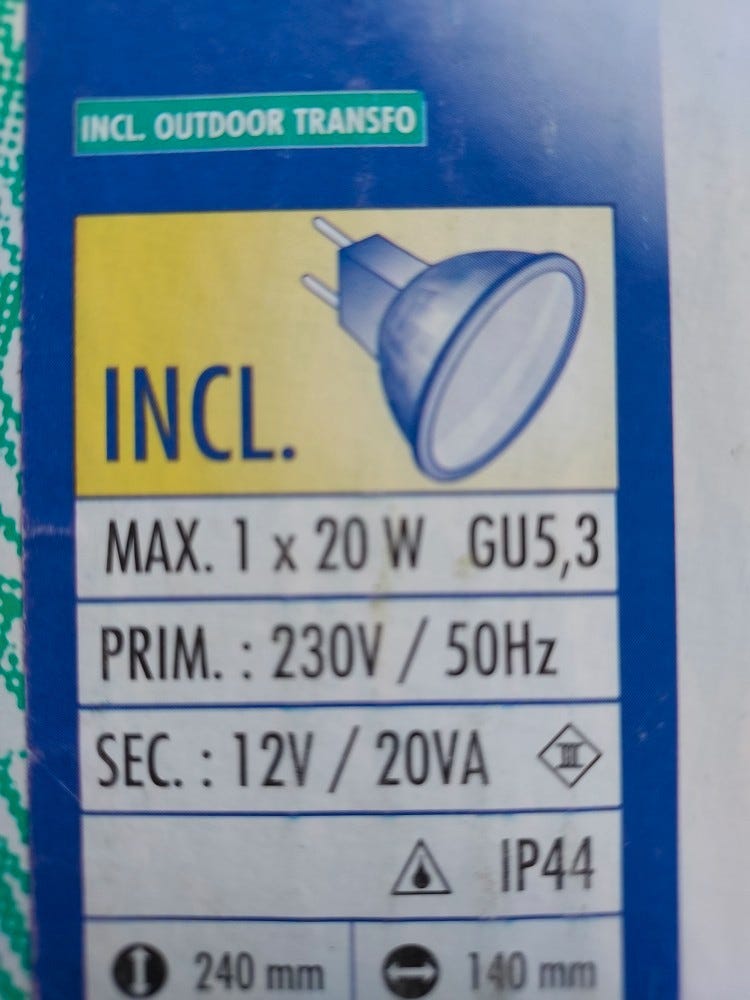 INCL. OUTDOOR TRANSFO
INCL.
MAX. 1 x 20 W GU5,3
PRIM. : 230V / 50Hz
SEC. : 12V / 20VA III
IP44
240 mm 140 mm